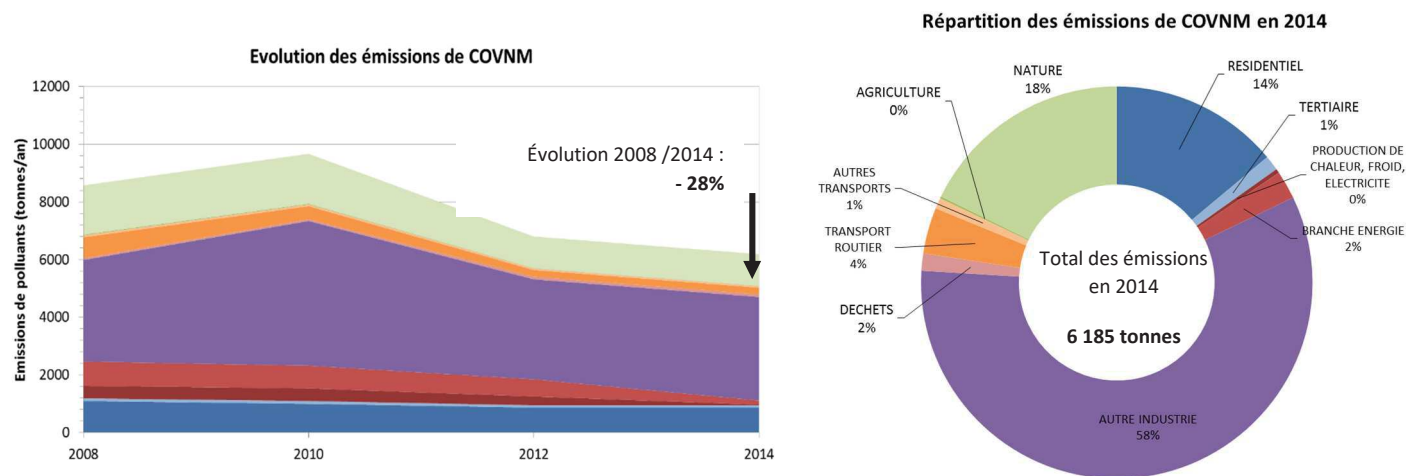 Evolution des émissions de COVNM
Emissions de polluants (tonnes/an)
12000
10000
8000
6000
4000
2000
0
2008
2010
2012
2014
Évolution 2008 /2014 :
- 28%
Répartition des émissions de COVNM en 2014
NATURE
18%
RESIDENTIEL
14%
AGRICULTURE
0%
TERTIAIRE
1%
PRODUCTION DE
CHALEUR, FROID,
ELECTRICITE
0%
AUTRES
TRANSPORTS
1%
TRANSPORT
ROUTIER
4%
BRANCHE ENERGIE
2%
DECHETS
2%
Total des émissions
en 2014
6 185 tonnes
AUTRE INDUSTRIE
58%